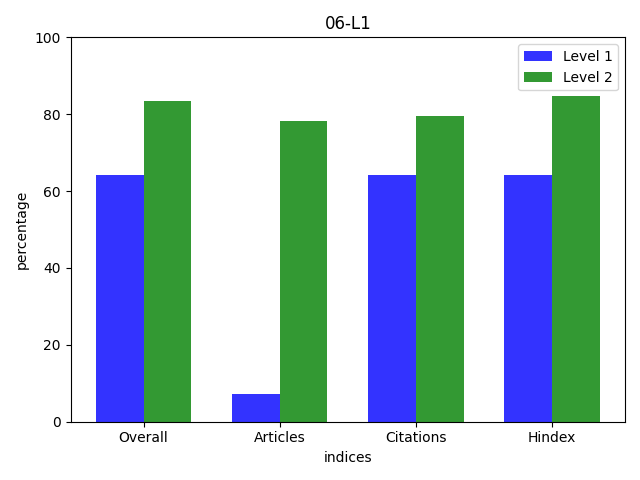 06-L1
100
80
60
40
20
0
percentage
Level 1
Level 2
Overall
Articles
Citations
Hindex
indices